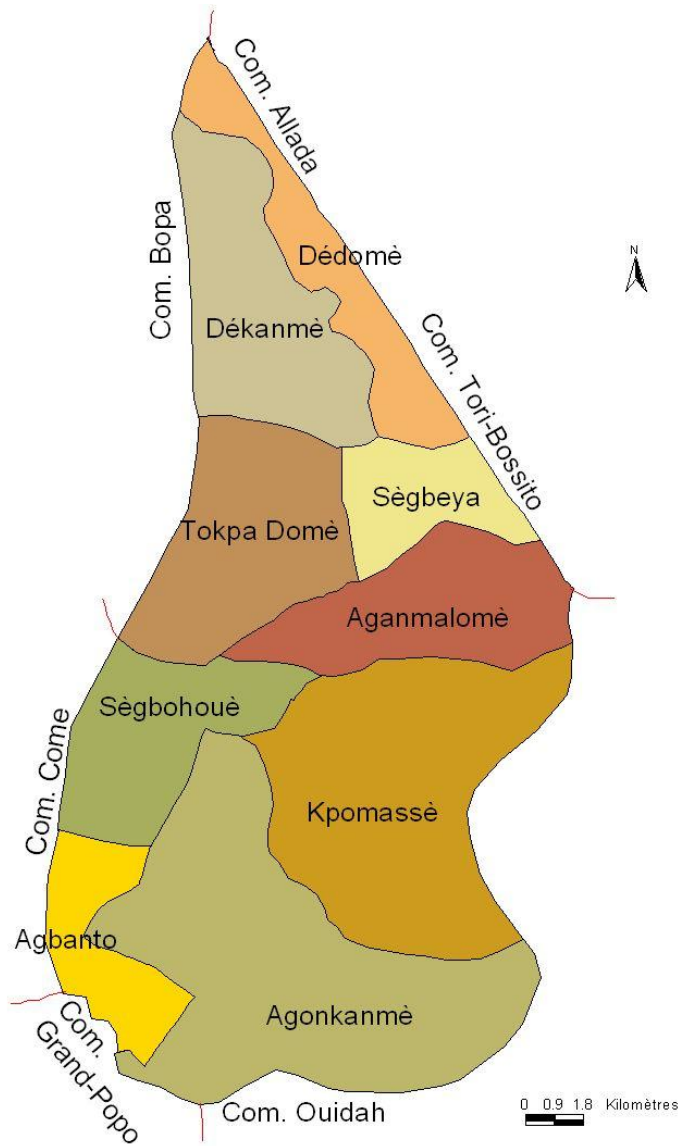 Com. Allada
Com. Bopa
N
Dédomè
Dékanmè
Com. Tori-Bossito
Sègbeya
Tokpa Domè
Aganmalomè
Sègbohouè
Com. Come
Kpomassè
Agbanto
Agonkanmè
Com.
Grand-Popo
Com. Ouidah
0 0.9 1.8 Kilomètres